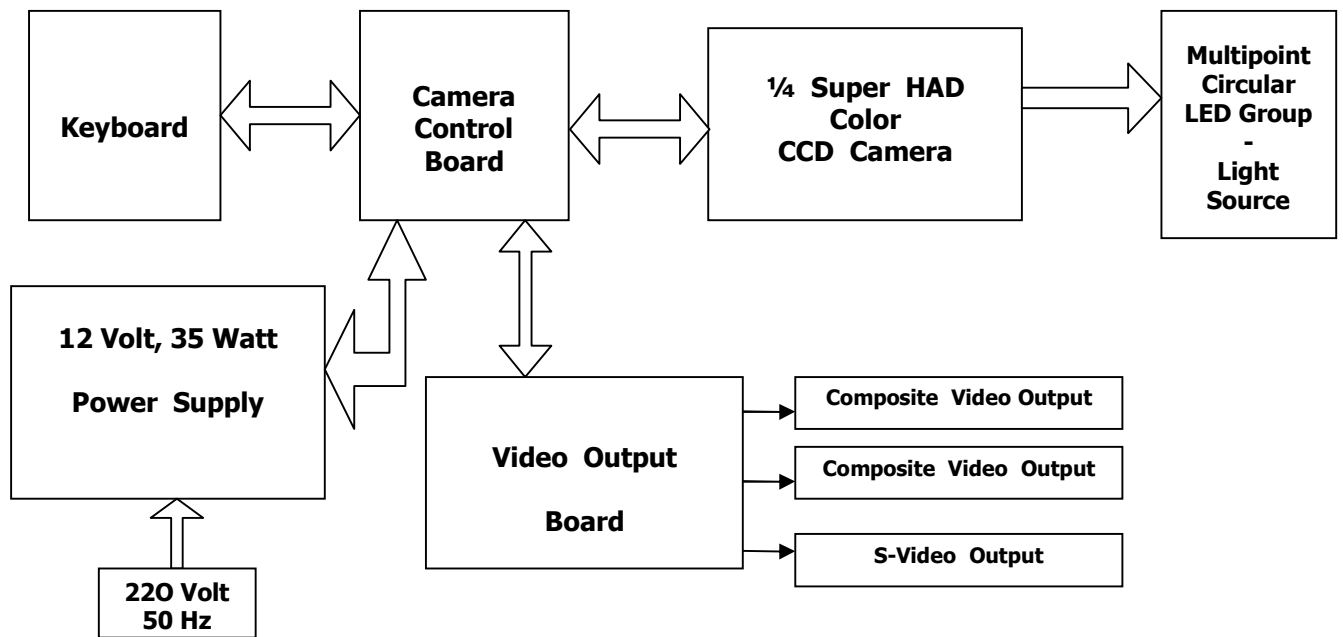 Keyboard
Camera
Control
Board
¼ Super HAD
Color
CCD Camera
Multipoint
Circular
LED Group
-
Light
Source
12 Volt, 35 Watt
Power Supply
Video Output
Board
Composite Video Output
Composite Video Output
S-Video Output
22O Volt
50 Hz